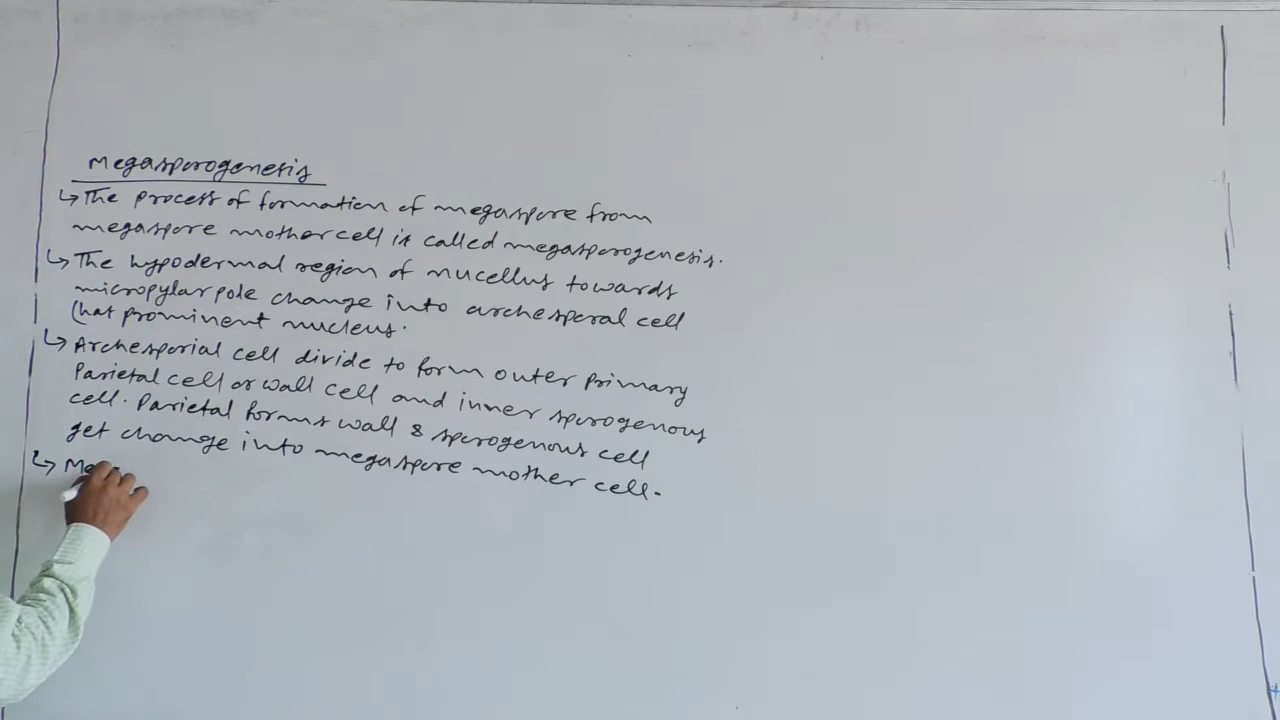 Megasporogenesis
↳ The process of formation of megaspore from
megaspore mother cell is called megasporogenesis.
↳ The hypodermal region of nucellus towards
micropylar pole change into archesporal cell
(has prominent nucleus.
↳ Archesporial cell divide to form outer primary
Parietal cell or wall cell and inner sporogenous
cell. Parietal forms wall & sporogenous cell
get change into megaspore mother cell.
↳ Me